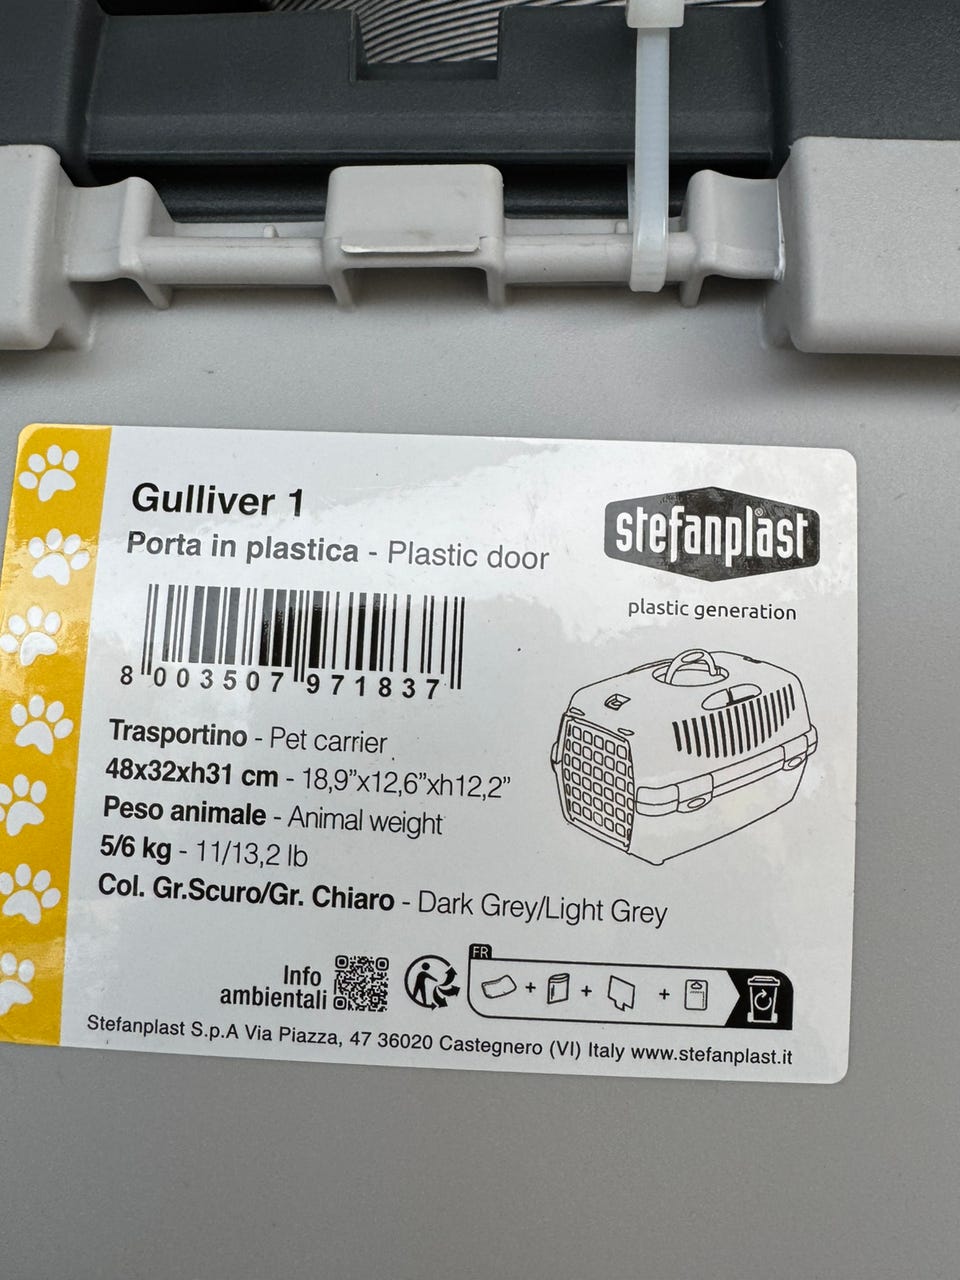 Gulliver 1
Porta in plastica - Plastic door
stefanplast®
plastic generation
8 003507 971837
Trasportino - Pet carrier
48x32xh31 cm - 18,9”x12,6”xh12,2”
Peso animale - Animal weight
5/6 kg - 11/13,2 lb
Col. Gr.Scuro/Gr. Chiaro - Dark Grey/Light Grey
Info
ambientali
FR
+ + +
Stefanplast S.p.A Via Piazza, 47 36020 Castegnero (VI) Italy www.stefanplast.it